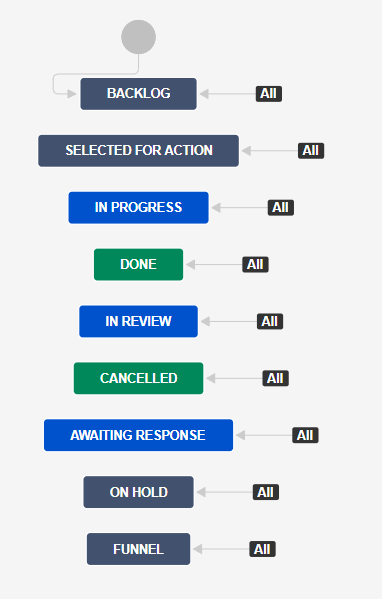 BACKLOG All
SELECTED FOR ACTION All
IN PROGRESS All
DONE All
IN REVIEW All
CANCELLED All
AWAITING RESPONSE All
ON HOLD All
FUNNEL All